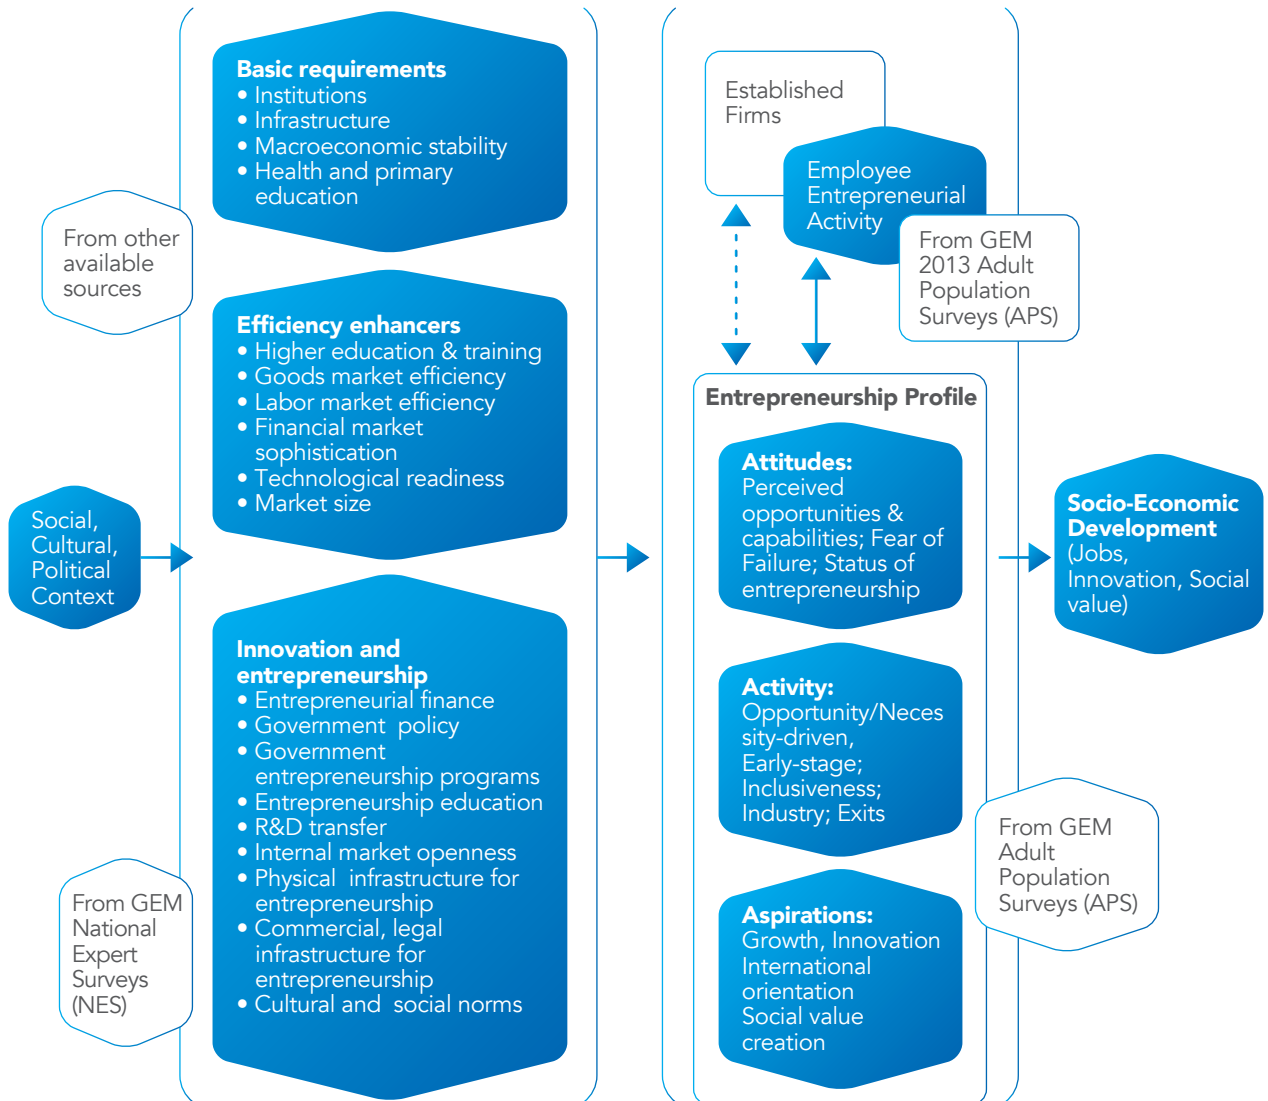 Social,
Cultural,
Political
Context
From other
available
sources
Basic requirements
• Institutions
• Infrastructure
• Macroeconomic stability
• Health and primary
education
Efficiency enhancers
• Higher education & training
• Goods market efficiency
• Labor market efficiency
• Financial market
sophistication
• Technological readiness
• Market size
Innovation and
entrepreneurship
• Entrepreneurial finance
• Government policy
• Government
entrepreneurship programs
• Entrepreneurship education
• R&D transfer
• Internal market openness
• Physical infrastructure for
entrepreneurship
• Commercial, legal
infrastructure for
entrepreneurship
• Cultural and social norms
From GEM
National
Expert
Surveys
(NES)
Established
Firms
Employee
Entrepreneurial
Activity
From GEM
2013 Adult
Population
Surveys (APS)
Entrepreneurship Profile
Attitudes:
Perceived
opportunities &
capabilities; Fear of
Failure; Status of
entrepreneurship
Activity:
Opportunity/Neces
sity-driven,
Early-stage;
Inclusiveness;
Industry; Exits
Aspirations:
Growth, Innovation
International
orientation
Social value
creation
From GEM
Adult
Population
Surveys (APS)
Socio-Economic
Development
(Jobs,
Innovation, Social
value)